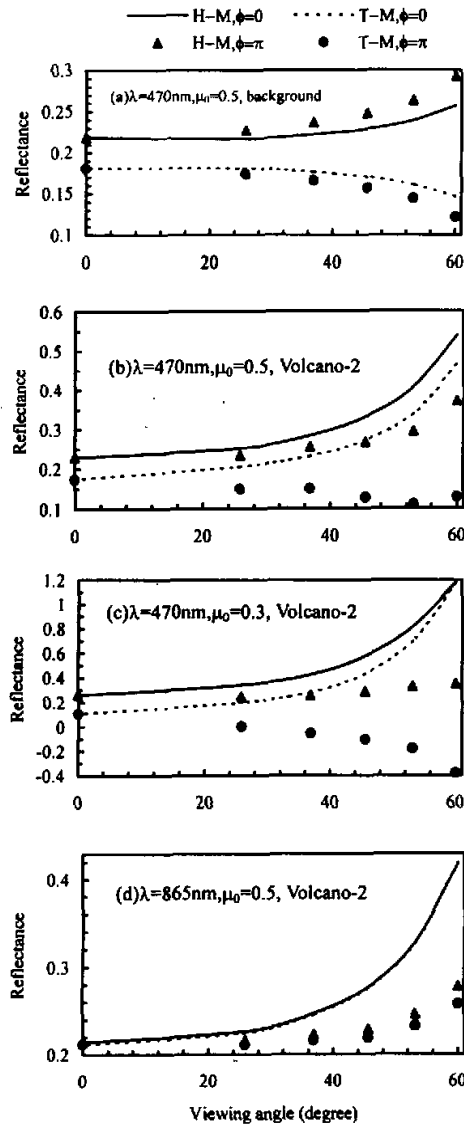 H-M,ϕ=0 T-M,ϕ=0
H-M,ϕ=π T-M,ϕ=π
0.3
0.25
0.2
0.15
0.1
Reflectance
(a)λ=470nm,μ₀=0.5, background
0 20 40 60
0.6
0.5
0.4
0.3
0.2
0.1
Reflectance
(b)λ=470nm,μ₀=0.5, Volcano-2
0 20 40 60
1.2
1
0.8
0.6
0.4
0.2
0
-0.2
-0.4
Reflectance
(c)λ=470nm,μ₀=0.3, Volcano-2
0 20 40 60
0.4
0.3
0.2
Reflectance
(d)λ=865nm,μ₀=0.5, Volcano-2
0 20 40 60
Viewing angle (degree)